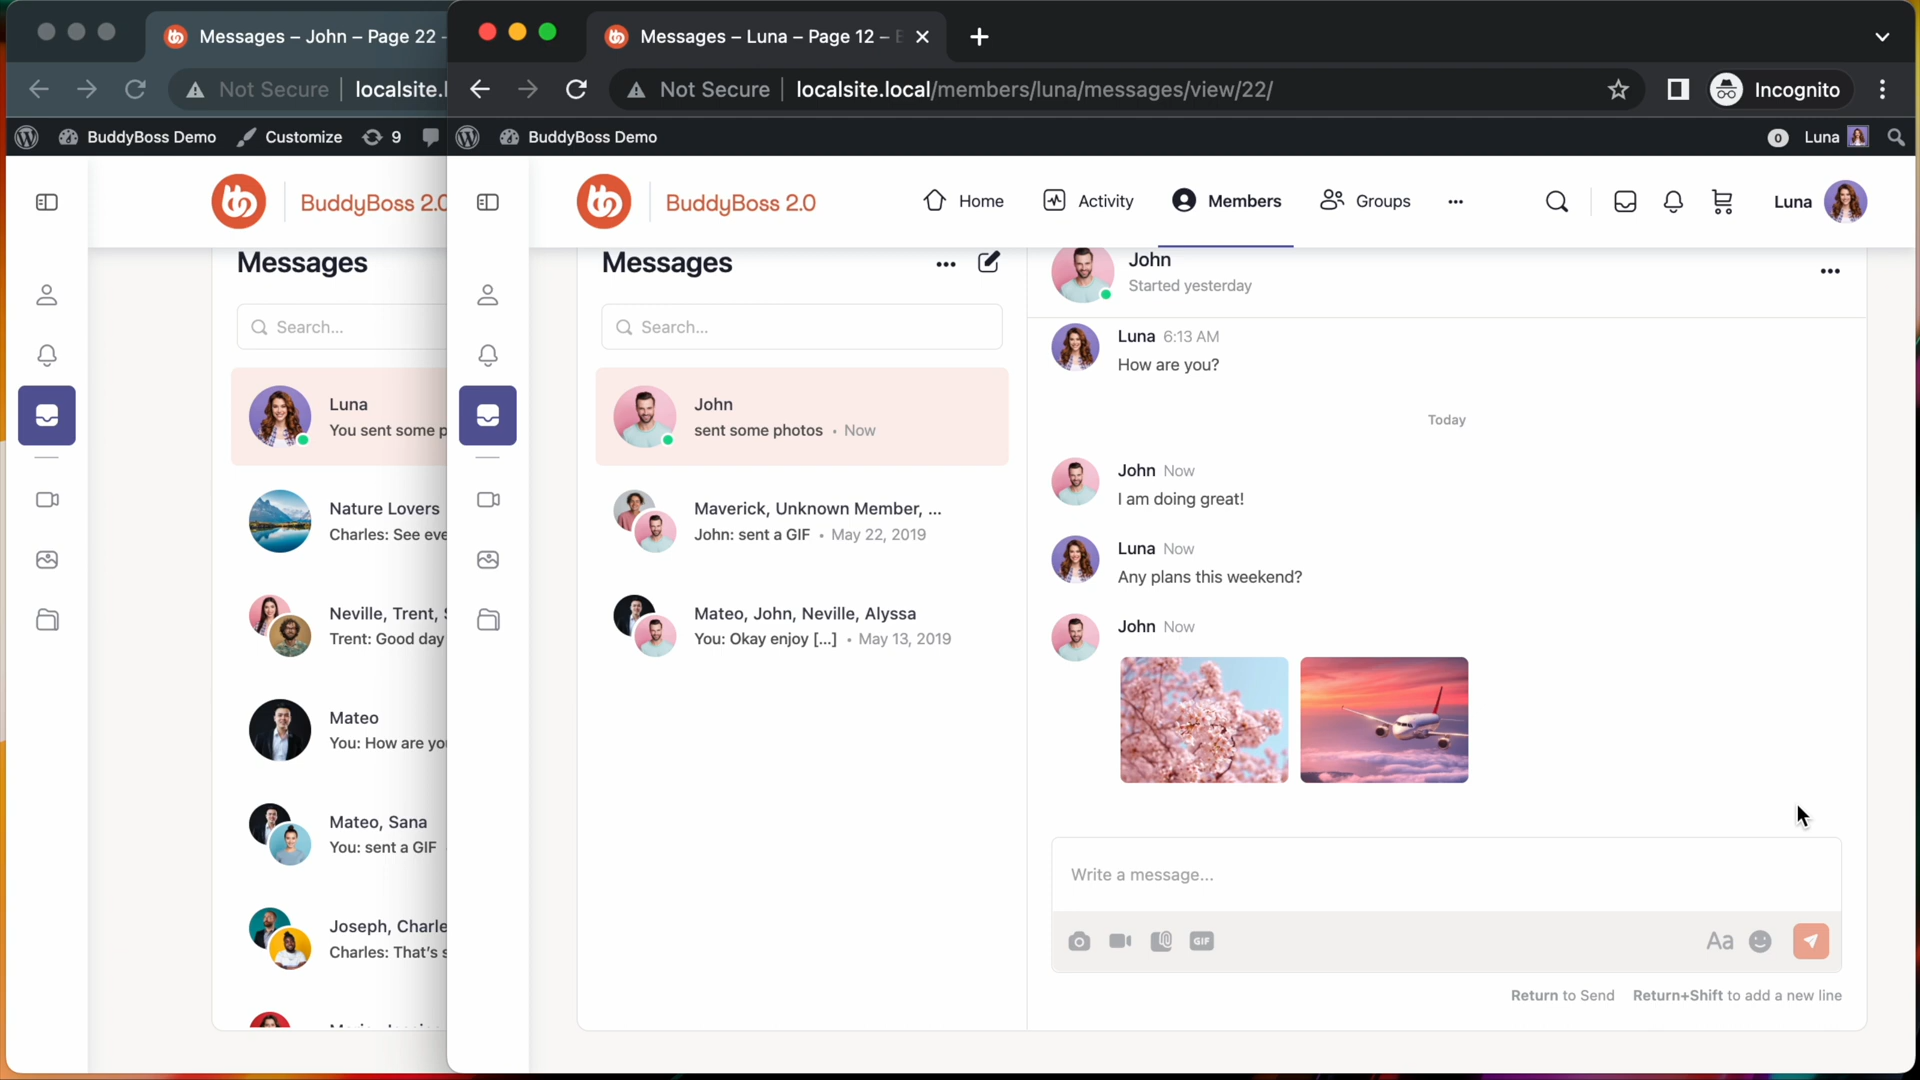 Messages – John – Page 22 -
Not Secure
localsite.l
BuddyBoss Demo
Customize
9
BuddyBoss 2.0
Messages
Search...
Luna
You sent some p
Nature Lovers
Charles: See eve
Neville, Trent, S
Trent: Good day
Mateo
You: How are you
Mateo, Sana
You: sent a GIF
Joseph, Charle
Charles: That's s
Messages – Luna – Page 12 –
Not Secure
localsite.local/members/luna/messages/view/22/
Incognito
BuddyBoss Demo
0
Luna
BuddyBoss 2.0
Home
Activity
Members
Groups
Luna
Messages
Search...
John
sent some photos • Now
Maverick, Unknown Member, ...
John: sent a GIF • May 22, 2019
Mateo, John, Neville, Alyssa
You: Okay enjoy [...] • May 13, 2019
John
Started yesterday
Luna 6:13 AM
How are you?
Today
John Now
I am doing great!
Luna Now
Any plans this weekend?
John Now
Write a message...
GIF
Aa
Return to Send
Return+Shift to add a new line